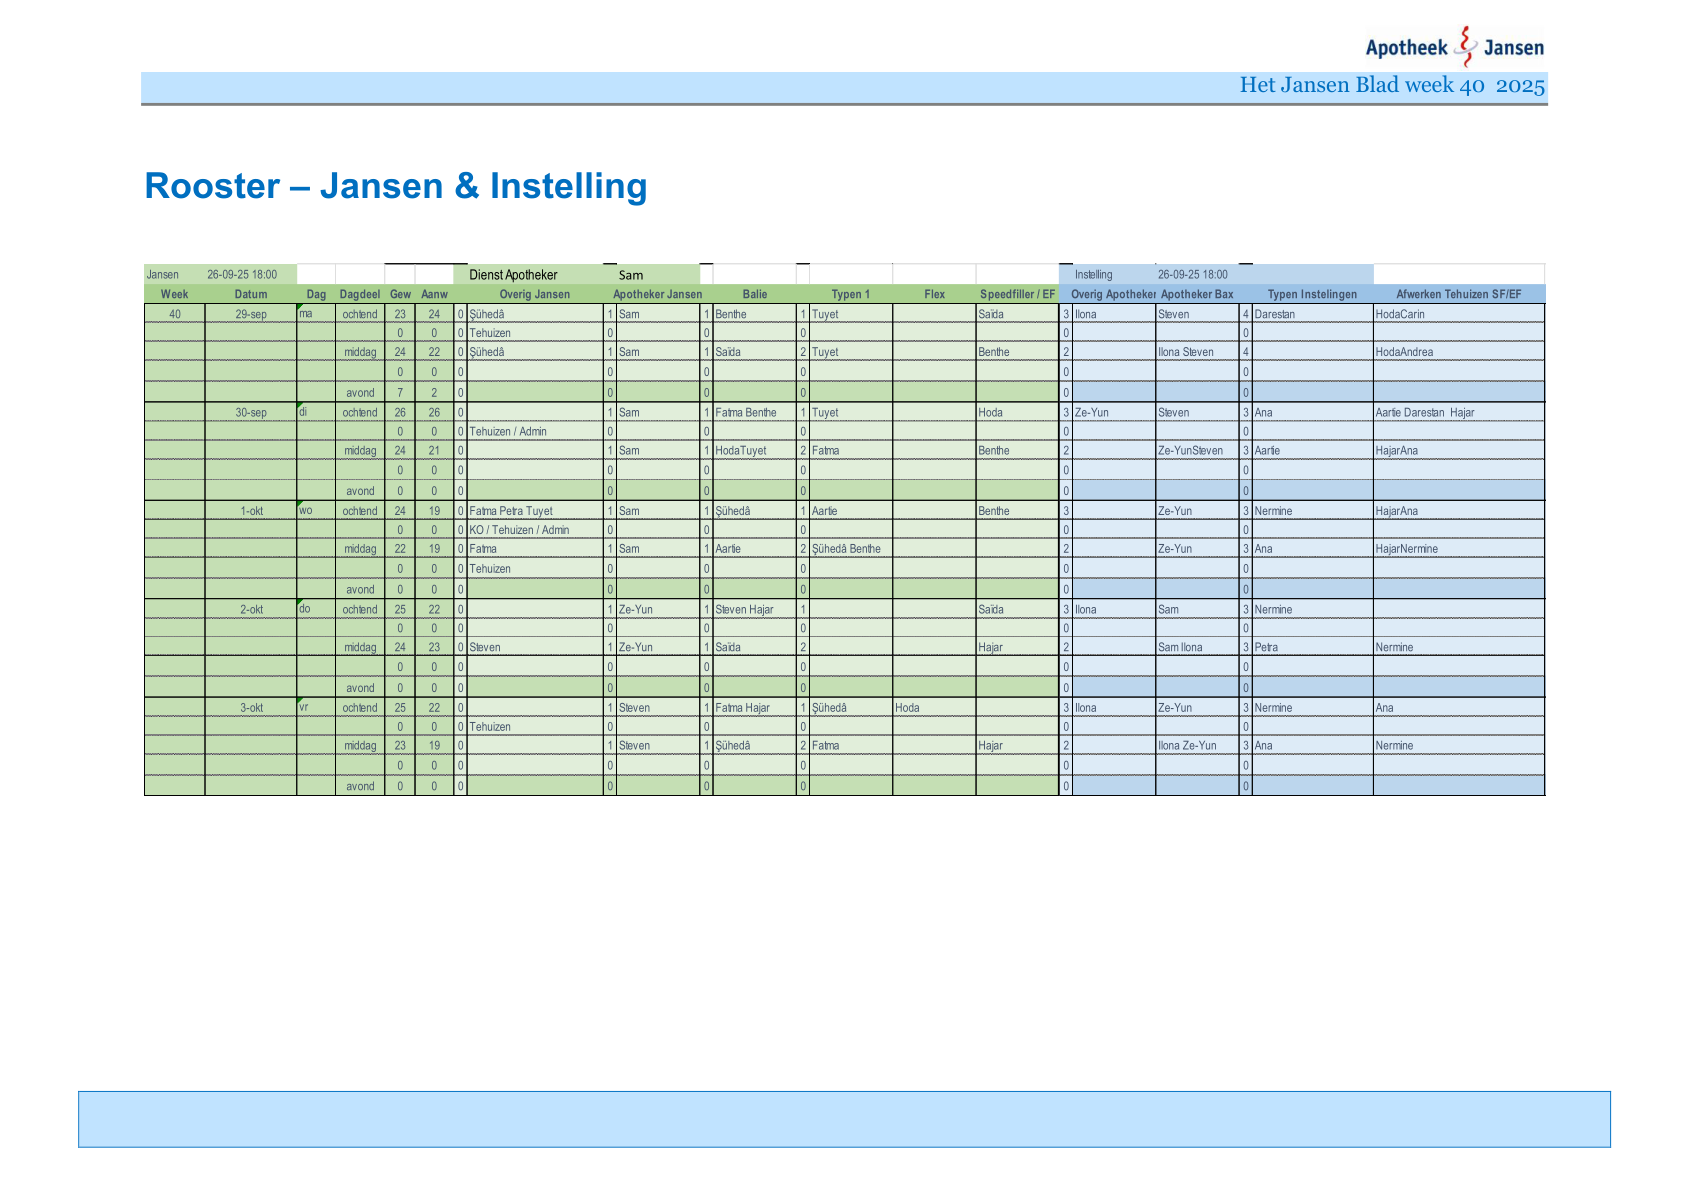 Apotheek Jansen
Het Jansen Blad week 40 2025
Rooster – Jansen & Instelling
Jansen 26-09-25 18:00 Dienst Apotheker Sam Instelling 26-09-25 18:00
Week Datum Dag Dagdeel Gew Aanw Overig Jansen Apotheker Jansen Balie Typen 1 Flex Speedfiller / EF Overig Apotheker Apotheker Bax Typen Instelingen Afwerken Tehuizen SF/EF
40 29-sep ma ochtend 23 24 0 Şühedâ 1 Sam 1 Benthe 1 Tuyet Saïda 3 Ilona Steven 4 Darestan HodaCarin
0 0 0 Tehuizen 0 0 0 0 0
middag 24 22 0 Şühedâ 1 Sam 1 Saïda 2 Tuyet Benthe 2 Ilona Steven 4 HodaAndrea
0 0 0 0 0 0 0 0
avond 7 2 0 0 0 0 0 0
30-sep di ochtend 26 26 0 1 Sam 1 Fatma Benthe 1 Tuyet Hoda 3 Ze-Yun Steven 3 Ana Aartie Darestan Hajar
0 0 0 Tehuizen / Admin 0 0 0 0 0
middag 24 21 0 1 Sam 1 HodaTuyet 2 Fatma Benthe 2 Ze-YunSteven 3 Aartie HajarAna
0 0 0 0 0 0 0 0
avond 0 0 0 0 0 0 0 0
1-okt wo ochtend 24 19 0 Fatma Petra Tuyet 1 Sam 1 Şühedâ 1 Aartie Benthe 3 Ze-Yun 3 Nermine HajarAna
0 0 0 KO / Tehuizen / Admin 0 0 0 0 0
middag 22 19 0 Fatma 1 Sam 1 Aartie 2 Şühedâ Benthe 2 Ze-Yun 3 Ana HajarNermine
0 0 0 Tehuizen 0 0 0 0 0
avond 0 0 0 0 0 0 0 0
2-okt do ochtend 25 22 0 1 Ze-Yun 1 Steven Hajar 1 Saïda 3 Ilona Sam 3 Nermine
0 0 0 0 0 0 0 0
middag 24 23 0 Steven 1 Ze-Yun 1 Saïda 2 Hajar 2 Sam Ilona 3 Petra Nermine
0 0 0 0 0 0 0 0
avond 0 0 0 0 0 0 0 0
3-okt vr ochtend 25 22 0 1 Steven 1 Fatma Hajar 1 Şühedâ Hoda 3 Ilona Ze-Yun 3 Nermine Ana
0 0 0 Tehuizen 0 0 0 0 0
middag 23 19 0 1 Steven 1 Şühedâ 2 Fatma Hajar 2 Ilona Ze-Yun 3 Ana Nermine
0 0 0 0 0 0 0 0
avond 0 0 0 0 0 0 0 0